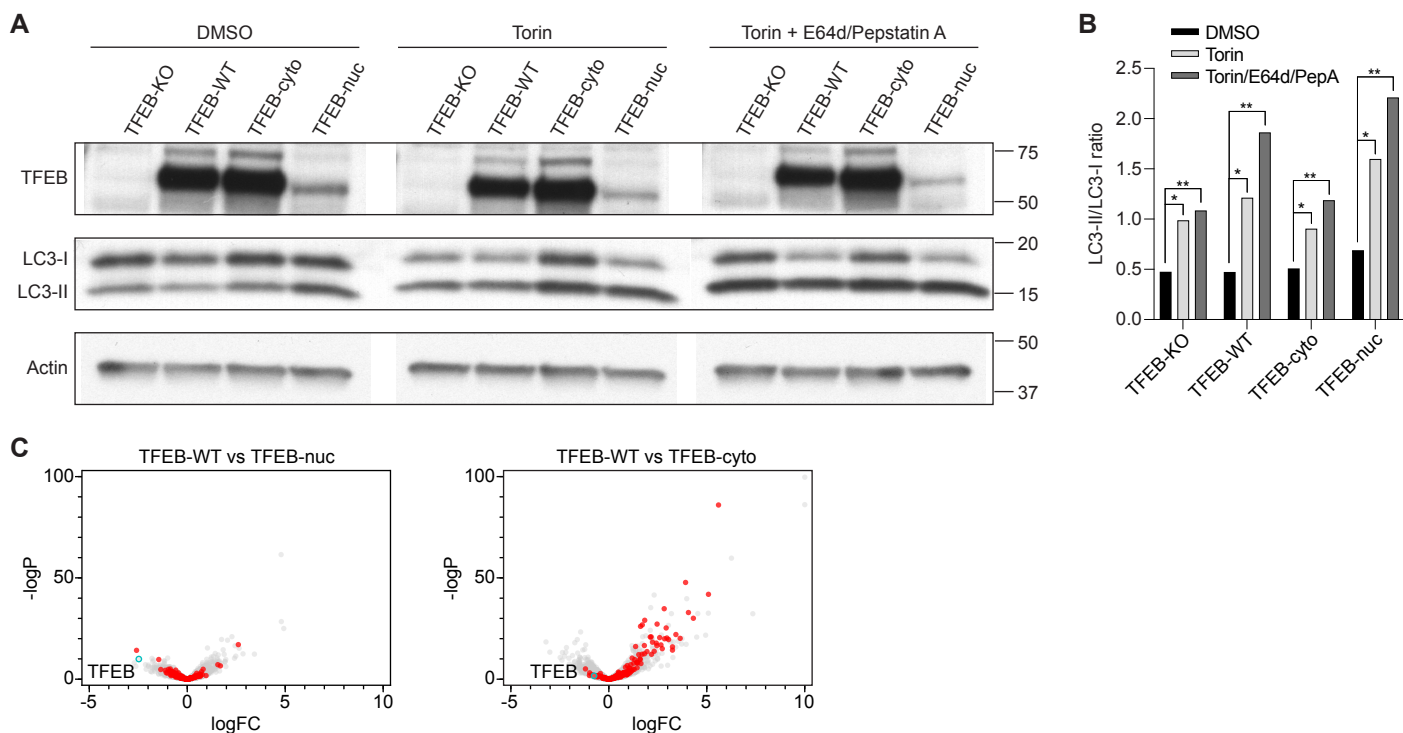 A
DMSO
Torin
Torin + E64d/Pepstatin A
TFEB-KO
TFEB-WT
TFEB-cyto
TFEB-nuc
TFEB-KO
TFEB-WT
TFEB-cyto
TFEB-nuc
TFEB-KO
TFEB-WT
TFEB-cyto
TFEB-nuc
TFEB
75
50
LC3-I
LC3-II
20
15
Actin
50
37
B
DMSO
Torin
Torin/E64d/PepA
LC3-II/LC3-I ratio
2.5
2.0
1.5
1.0
0.5
0.0
**
*
**
*
**
*
**
*
TFEB-KO
TFEB-WT
TFEB-cyto
TFEB-nuc
C
TFEB-WT vs TFEB-nuc
-logP
100
50
0
TFEB
-5
0
5
10
logFC
TFEB-WT vs TFEB-cyto
-logP
100
50
0
TFEB
-5
0
5
10
logFC